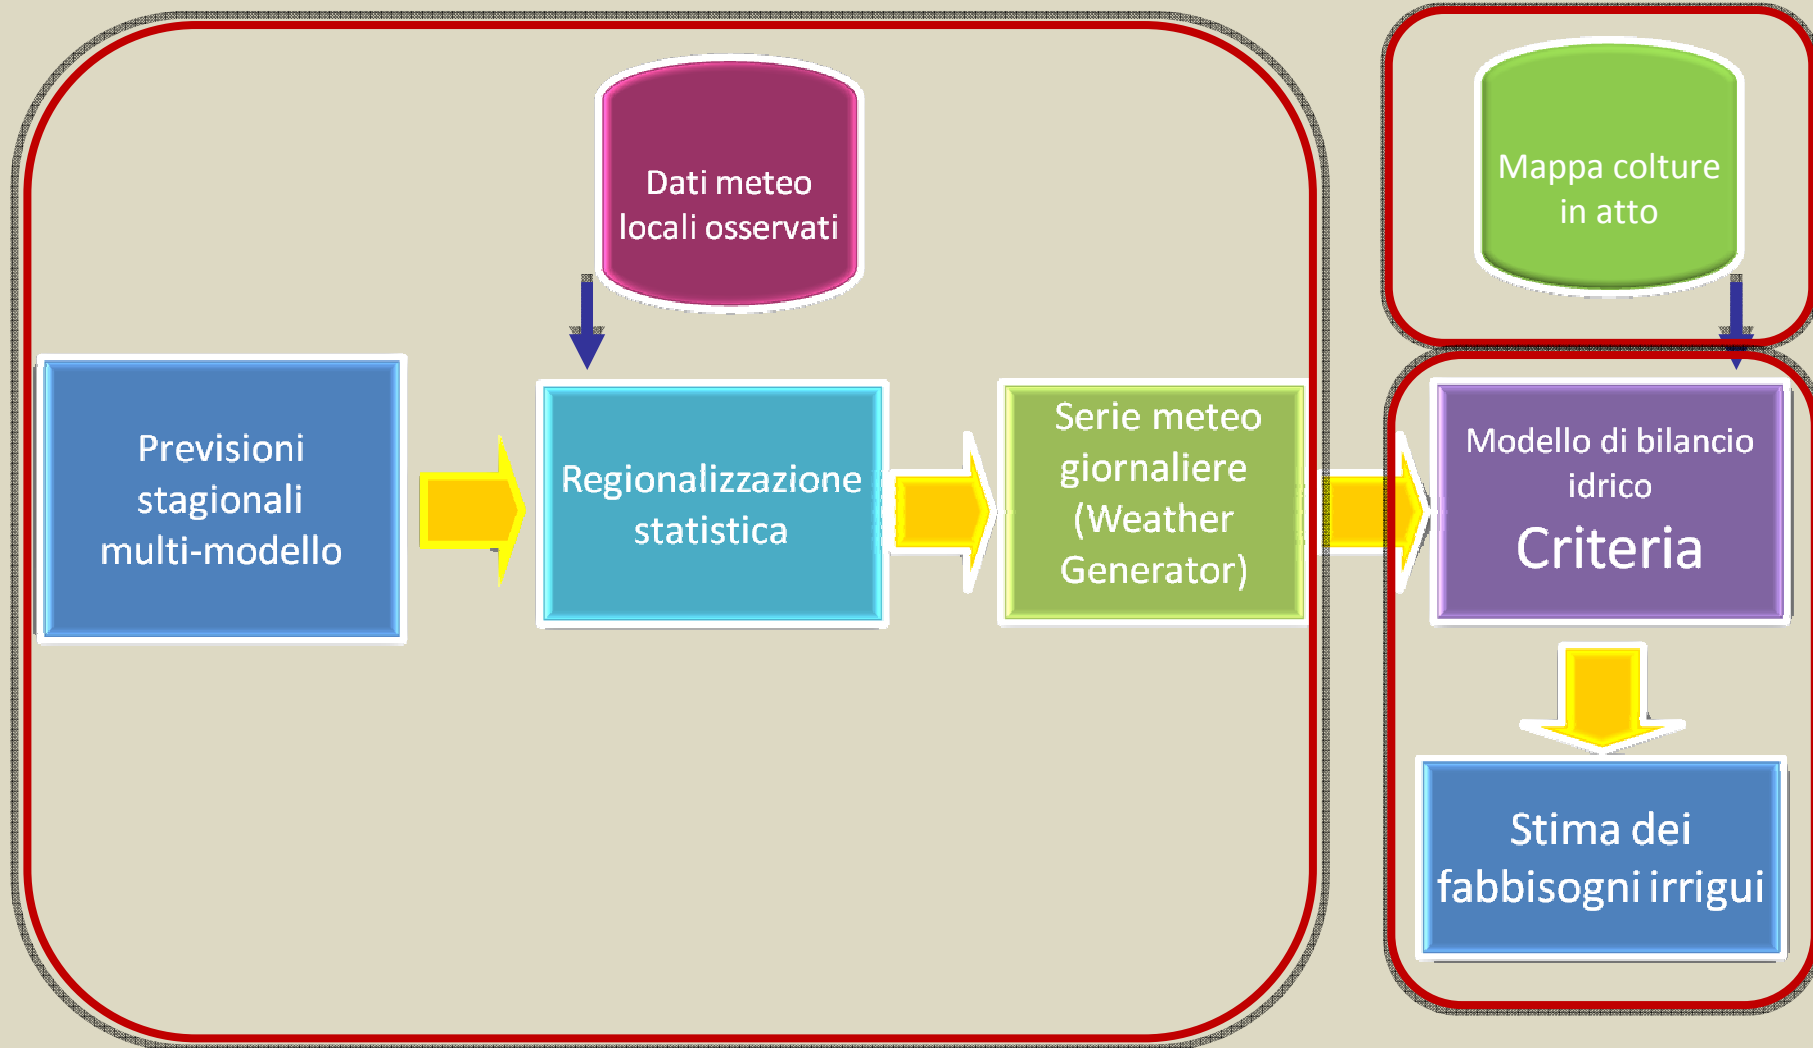 Dati meteo
locali osservati
Mappa colture
in atto
Previsioni
stagionali
multi-modello
Regionalizzazione
statistica
Serie meteo
giornaliere
(Weather
Generator)
Modello di bilancio
idrico
Criteria
Stima dei
fabbisogni irrigui